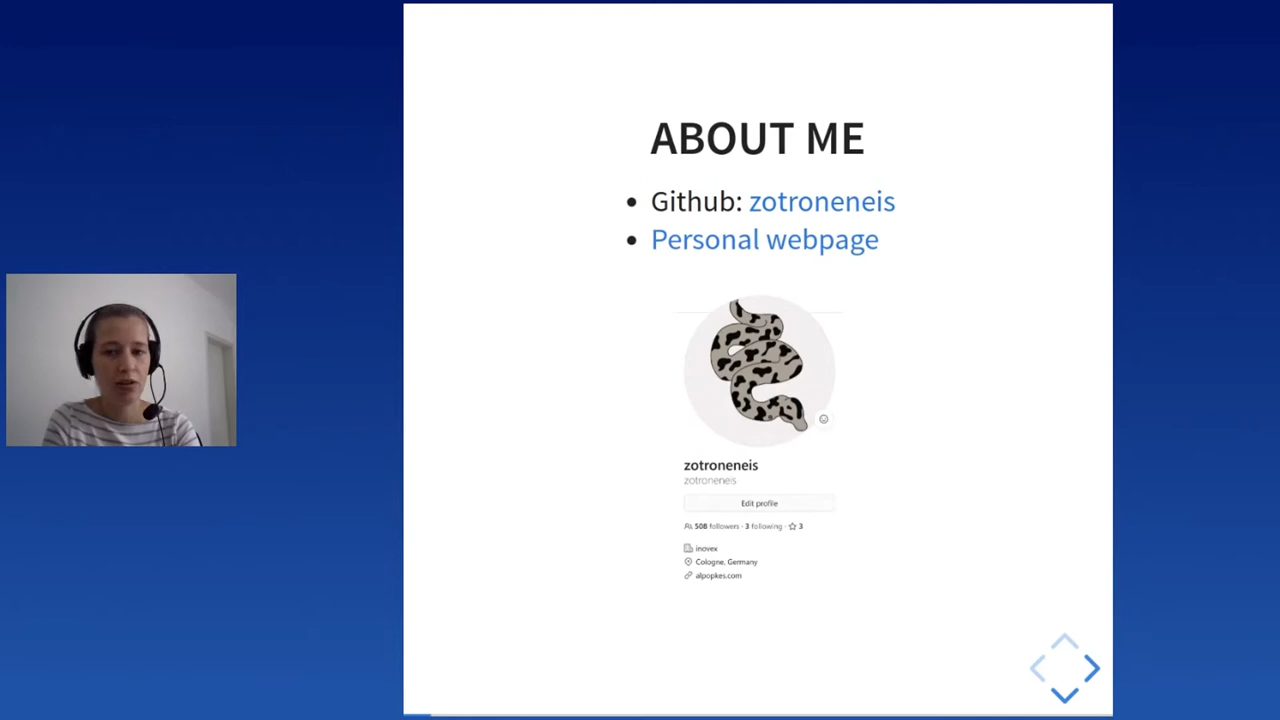 ABOUT ME
Github: zotroneneis
Personal webpage
zotroneneis
zotroneneis
Edit profile
508 followers · 3 following · 3
inovex
Cologne, Germany
alpopkes.com